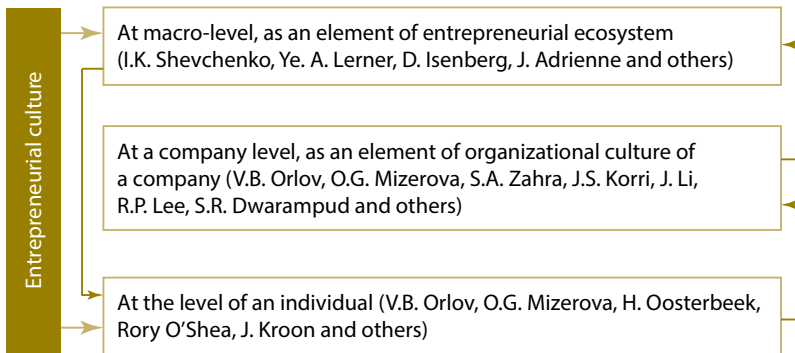 Entrepreneurial culture
At macro-level, as an element of entrepreneurial ecosystem
(I.K. Shevchenko, Ye. A. Lerner, D. Isenberg, J. Adrienne and others)
At a company level, as an element of organizational culture of
a company (V.B. Orlov, O.G. Mizerova, S.A. Zahra, J.S. Korri, J. Li,
R.P. Lee, S.R. Dwarampud and others)
At the level of an individual (V.B. Orlov, O.G. Mizerova, H. Oosterbeek,
Rory O’Shea, J. Kroon and others)